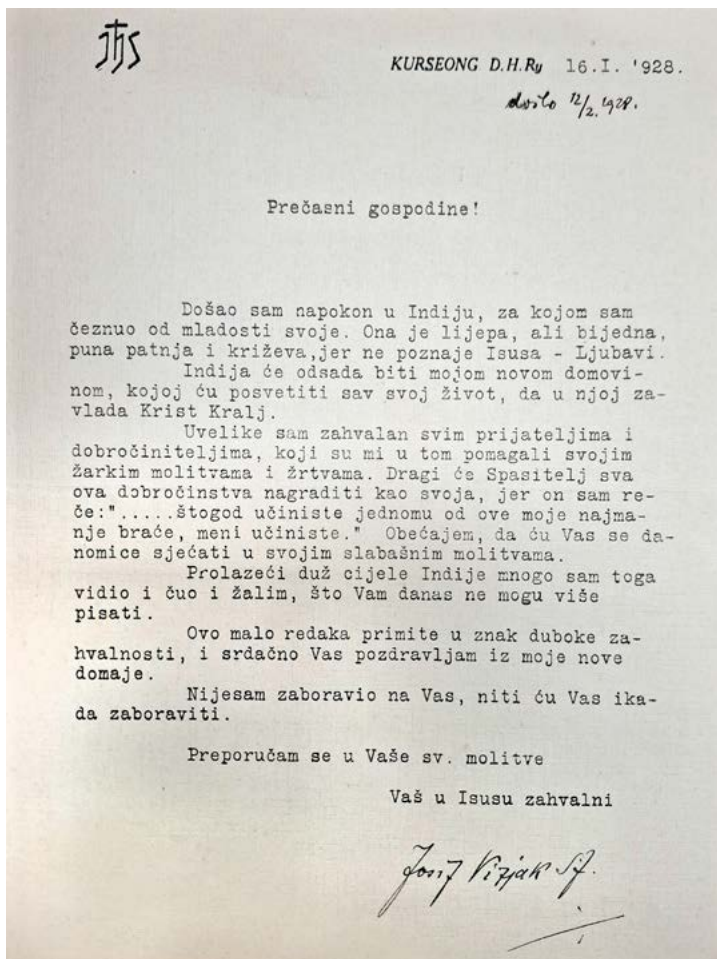 IHS
KURSEONG D.H.Ry 16.I. '928.
došlo 12/2. 1928.
Prečasni gospodine!
Došao sam napokon u Indiju, za kojom sam
čeznuo od mladosti svoje. Ona je lijepa, ali bijedna,
puna patnja i križeva,jer ne poznaje Isusa - Ljubavi.
Indija će odsada biti mojom novom domovi-
nom, kojoj ću posvetiti sav svoj život, da u njoj za-
vlada Krist Kralj.
Uvelike sam zahvalan svim prijateljima i
dobročiniteljima, koji su mi u tom pomagali svojim
žarkim molitvama i žrtvama. Dragi će Spasitelj sva
ova dobročinstva nagraditi kao svoja, jer on sam re-
če:".....štogod učiniste jednomu od ove moje najma-
nje braće, meni učiniste." Obećajem, da ću Vas se da-
nomice sjećati u svojim slabašnim molitvama.
Prolazeći duž cijele Indije mnogo sam toga
vidio i čuo i žalim, što Vam danas ne mogu više
pisati.
Ovo malo redaka primite u znak duboke za-
hvalnosti, i srdačno Vas pozdravljam iz moje nove
domaje.
Nijesam zaboravio na Vas, niti ću Vas ika-
da zaboraviti.
Preporučam se u Vaše sv. molitve
Vaš u Isusu zahvalni
Josip Vizjak SJ.